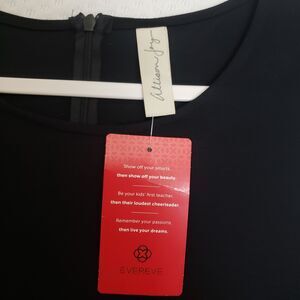 allison joy
Show off your smarts,
then show off your beauty.
Be your kids' first teacher,
then their loudest cheerleader.
Remember your passions,
then live your dreams.
EVEREVE